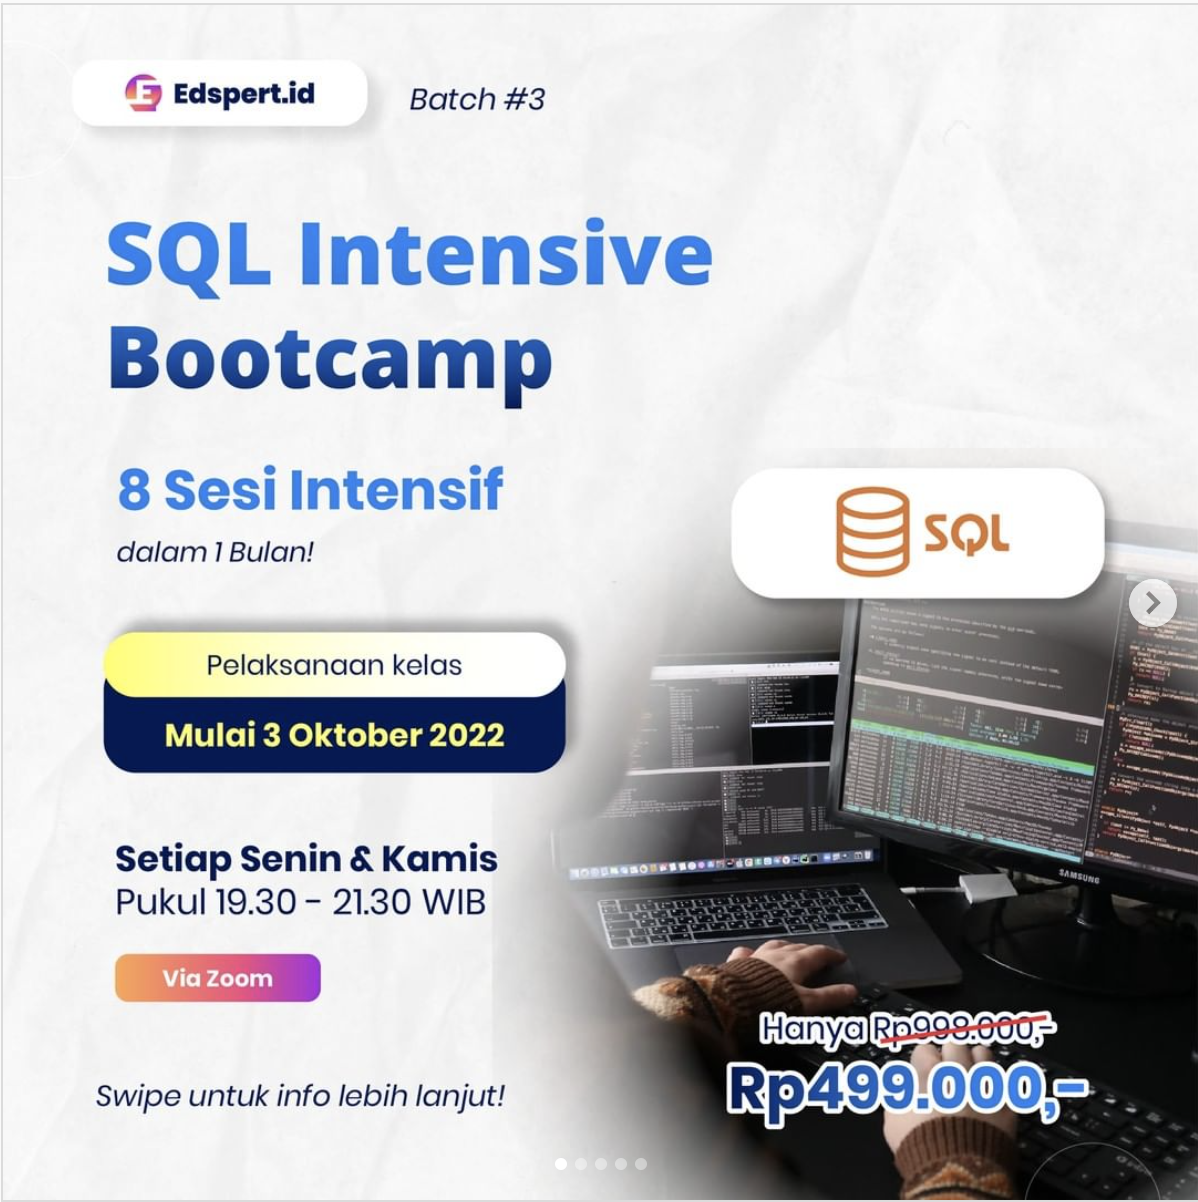 Edspert.id
Batch #3
SQL Intensive
Bootcamp
8 Sesi Intensif
dalam 1 Bulan!
SQL
Pelaksanaan kelas
Mulai 3 Oktober 2022
Setiap Senin & Kamis
Pukul 19.30 - 21.30 WIB
Via Zoom
SAMSUNG
Hanya Rp998.000,-
Rp499.000,-
Swipe untuk info lebih lanjut!